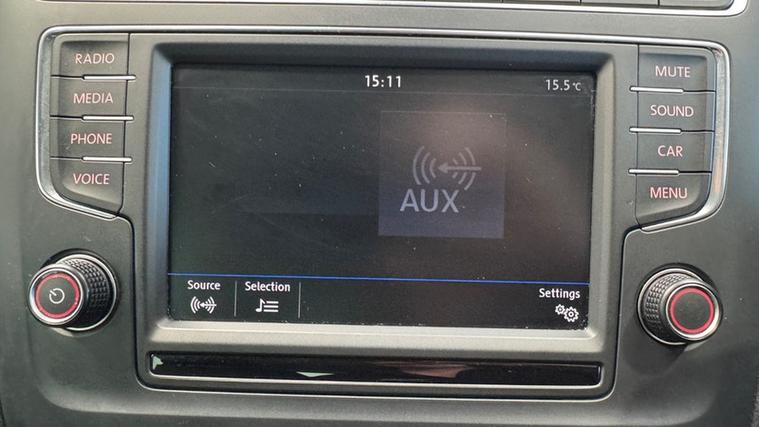 RADIO
MEDIA
PHONE
VOICE
15:11
15.5°C
AUX
Source
Selection
Settings
MUTE
SOUND
CAR
MENU